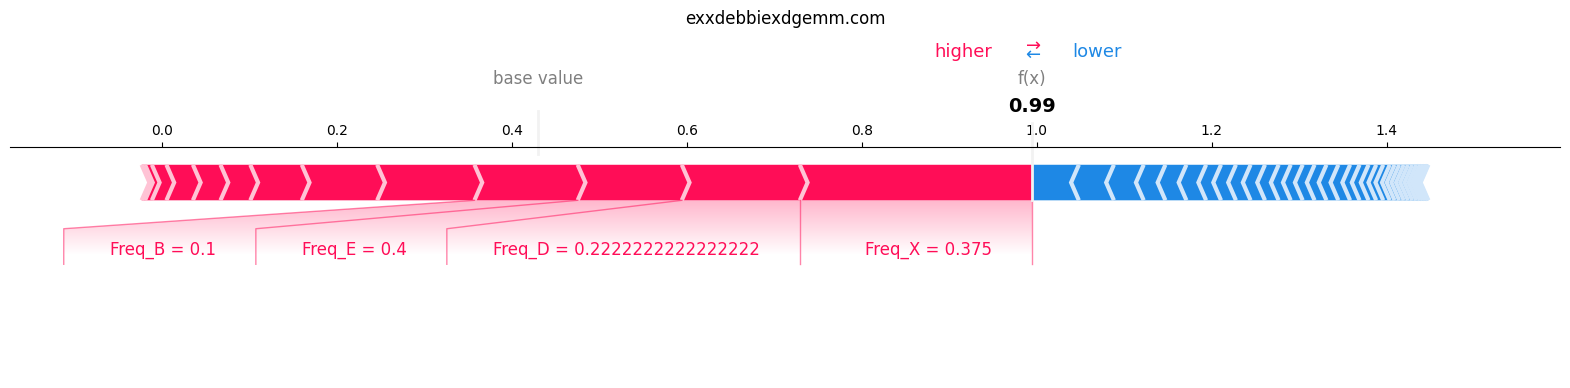 exxdebbiexdgemm.com
higher ⇄ lower
base value f(x)
0.99
0.0 0.2 0.4 0.6 0.8 1.0 1.2 1.4
Freq_B = 0.1 Freq_E = 0.4 Freq_D = 0.2222222222222222 Freq_X = 0.375